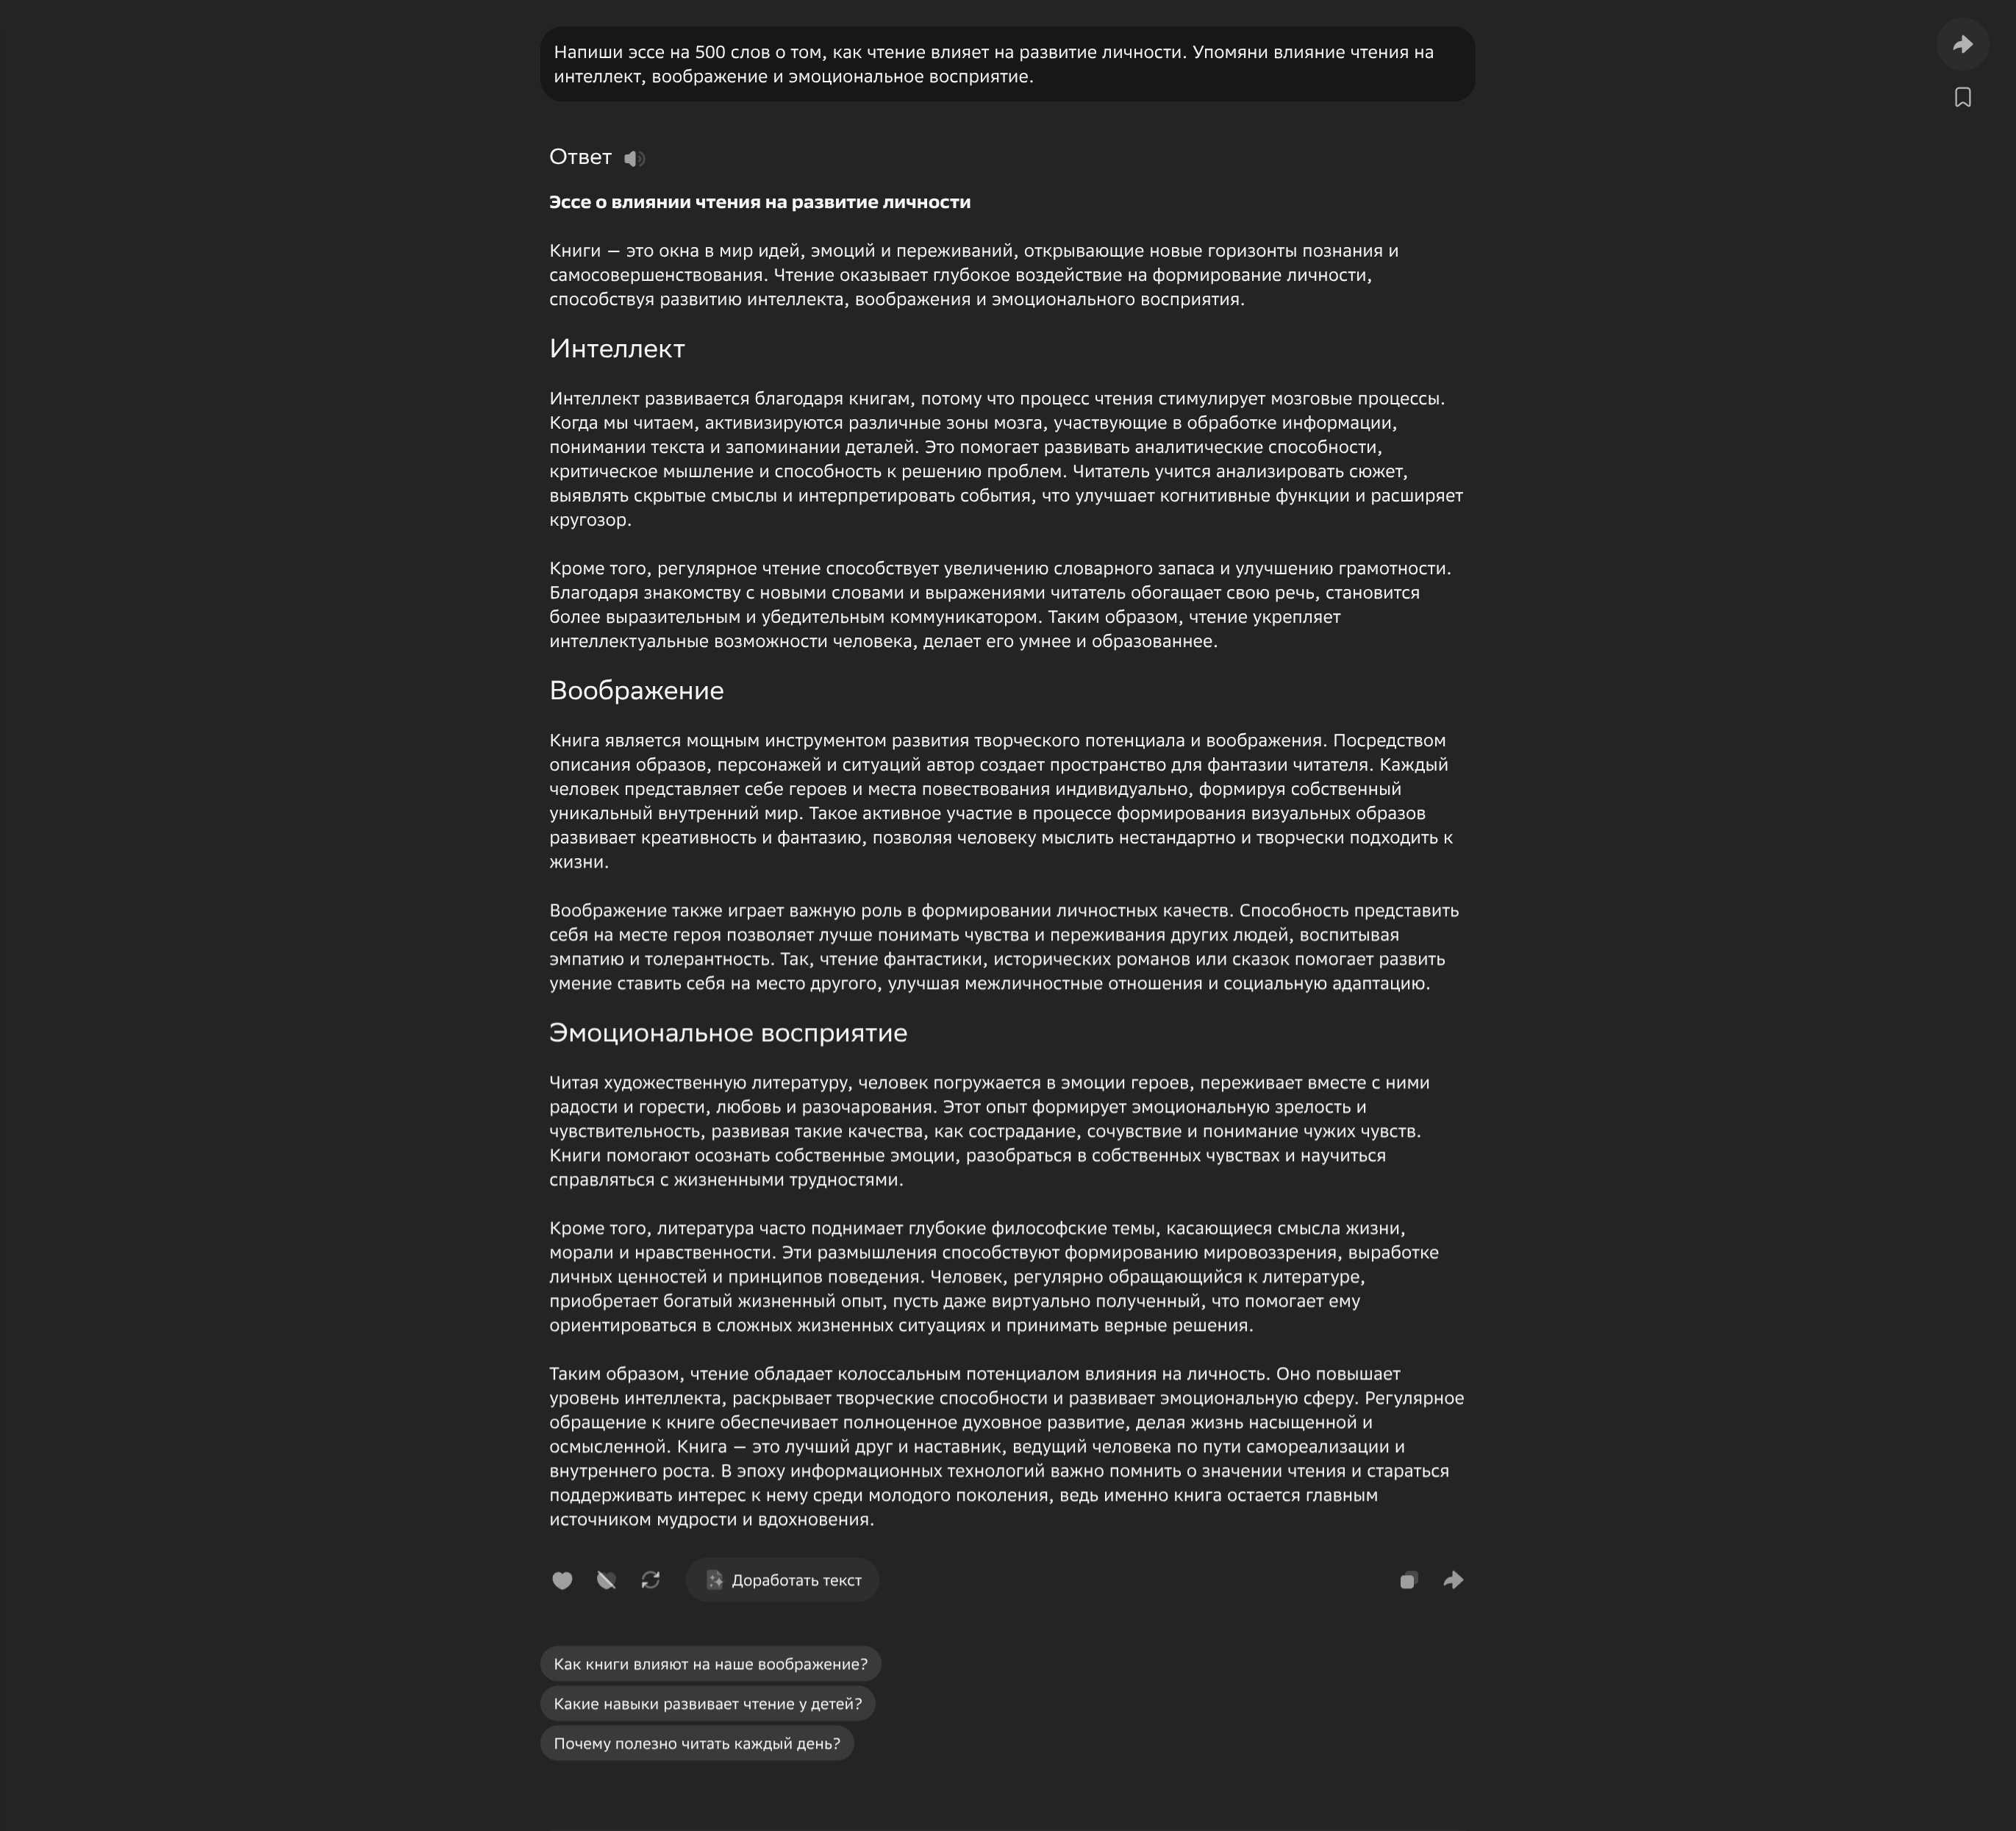 Напиши эссе на 500 слов о том, как чтение влияет на развитие личности. Упомяни влияние чтения на
интеллект, воображение и эмоциональное восприятие.
Ответ
Эссе о влиянии чтения на развитие личности
Книги — это окна в мир идей, эмоций и переживаний, открывающие новые горизонты познания и
самосовершенствования. Чтение оказывает глубокое воздействие на формирование личности,
способствуя развитию интеллекта, воображения и эмоционального восприятия.
Интеллект
Интеллект развивается благодаря книгам, потому что процесс чтения стимулирует мозговые процессы.
Когда мы читаем, активизируются различные зоны мозга, участвующие в обработке информации,
понимании текста и запоминании деталей. Это помогает развивать аналитические способности,
критическое мышление и способность к решению проблем. Читатель учится анализировать сюжет,
выявлять скрытые смыслы и интерпретировать события, что улучшает когнитивные функции и расширяет
кругозор.
Кроме того, регулярное чтение способствует увеличению словарного запаса и улучшению грамотности.
Благодаря знакомству с новыми словами и выражениями читатель обогащает свою речь, становится
более выразительным и убедительным коммуникатором. Таким образом, чтение укрепляет
интеллектуальные возможности человека, делает его умнее и образованнее.
Воображение
Книга является мощным инструментом развития творческого потенциала и воображения. Посредством
описания образов, персонажей и ситуаций автор создает пространство для фантазии читателя. Каждый
человек представляет себе героев и места повествования индивидуально, формируя собственный
уникальный внутренний мир. Такое активное участие в процессе формирования визуальных образов
развивает креативность и фантазию, позволяя человеку мыслить нестандартно и творчески подходить к
жизни.
Воображение также играет важную роль в формировании личностных качеств. Способность представить
себя на месте героя позволяет лучше понимать чувства и переживания других людей, воспитывая
эмпатию и толерантность. Так, чтение фантастики, исторических романов или сказок помогает развить
умение ставить себя на место другого, улучшая межличностные отношения и социальную адаптацию.
Эмоциональное восприятие
Читая художественную литературу, человек погружается в эмоции героев, переживает вместе с ними
радости и горести, любовь и разочарования. Этот опыт формирует эмоциональную зрелость и
чувствительность, развивая такие качества, как сострадание, сочувствие и понимание чужих чувств.
Книги помогают осознать собственные эмоции, разобраться в собственных чувствах и научиться
справляться с жизненными трудностями.
Кроме того, литература часто поднимает глубокие философские темы, касающиеся смысла жизни,
морали и нравственности. Эти размышления способствуют формированию мировоззрения, выработке
личных ценностей и принципов поведения. Человек, регулярно обращающийся к литературе,
приобретает богатый жизненный опыт, пусть даже виртуально полученный, что помогает ему
ориентироваться в сложных жизненных ситуациях и принимать верные решения.
Таким образом, чтение обладает колоссальным потенциалом влияния на личность. Оно повышает
уровень интеллекта, раскрывает творческие способности и развивает эмоциональную сферу. Регулярное
обращение к книге обеспечивает полноценное духовное развитие, делая жизнь насыщенной и
осмысленной. Книга — это лучший друг и наставник, ведущий человека по пути самореализации и
внутреннего роста. В эпоху информационных технологий важно помнить о значении чтения и стараться
поддерживать интерес к нему среди молодого поколения, ведь именно книга остается главным
источником мудрости и вдохновения.
Доработать текст
Как книги влияют на наше воображение?
Какие навыки развивает чтение у детей?
Почему полезно читать каждый день?